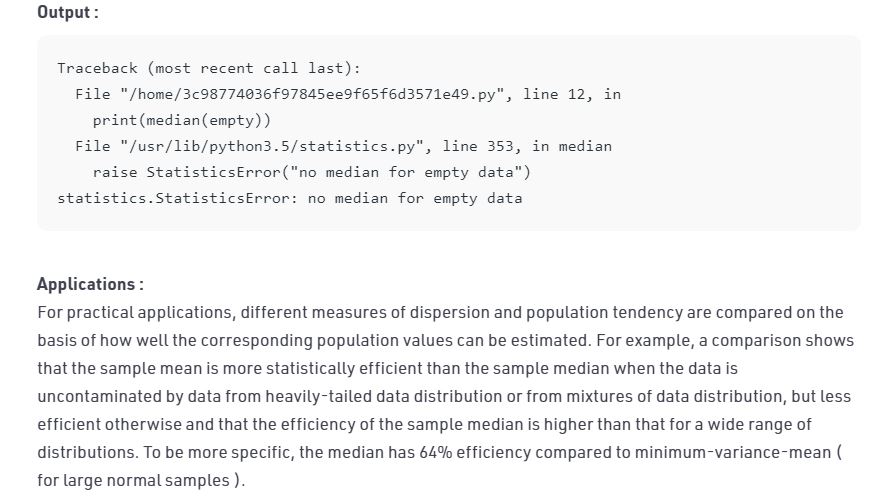 Output :
Traceback (most recent call last):
  File "/home/3c98774036f97845ee9f65f6d3571e49.py", line 12, in
    print(median(empty))
  File "/usr/lib/python3.5/statistics.py", line 353, in median
    raise StatisticsError("no median for empty data")
statistics.StatisticsError: no median for empty data
Applications :
For practical applications, different measures of dispersion and population tendency are compared on the
basis of how well the corresponding population values can be estimated. For example, a comparison shows
that the sample mean is more statistically efficient than the sample median when the data is
uncontaminated by data from heavily-tailed data distribution or from mixtures of data distribution, but less
efficient otherwise and that the efficiency of the sample median is higher than that for a wide range of
distributions. To be more specific, the median has 64% efficiency compared to minimum-variance-mean (
for large normal samples ).